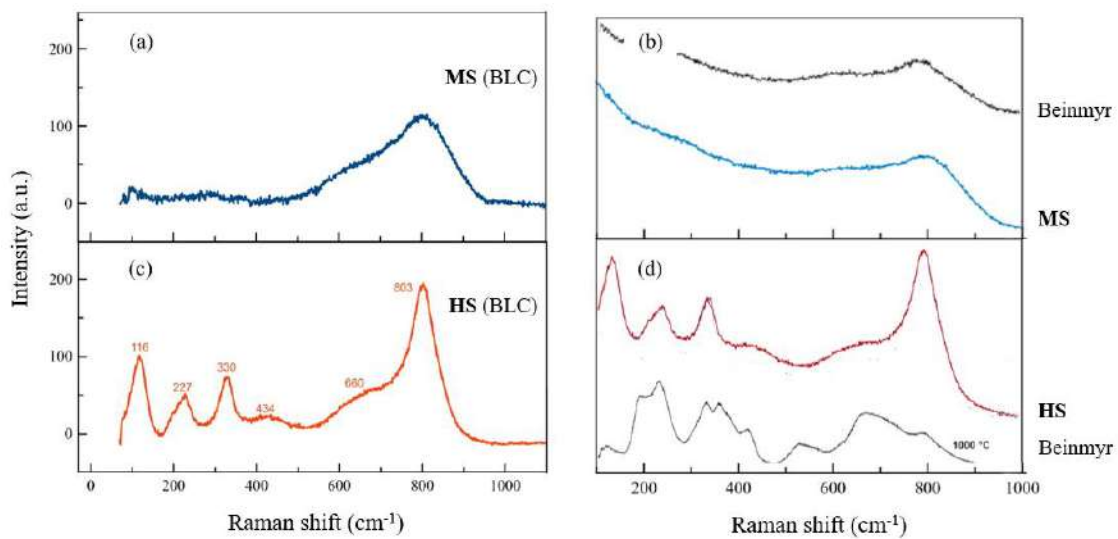 (a)
MS (BLC)
200
100
0
(c)
HS (BLC)
803
116
227
330
434
660
200
100
0
0 200 400 600 800 1000
Raman shift (cm-1)
Intensity (a.u.)
(b)
Beinmyr
MS
(d)
HS
1000 °C
Beinmyr
200 400 600 800 1000
Raman shift (cm-1)